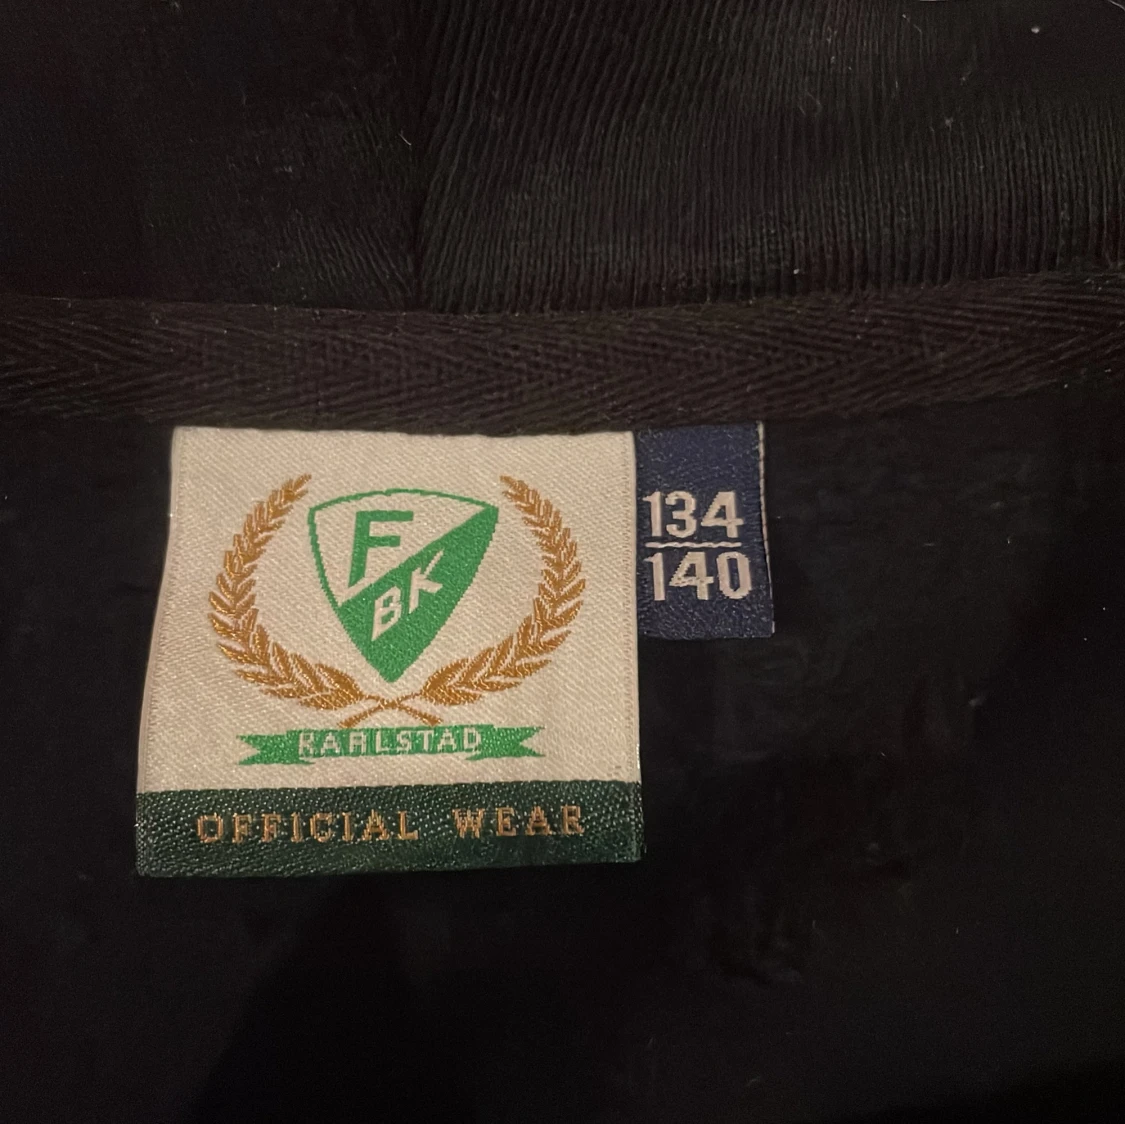 F
BK
KARLSTAD
OFFICIAL WEAR
134
140